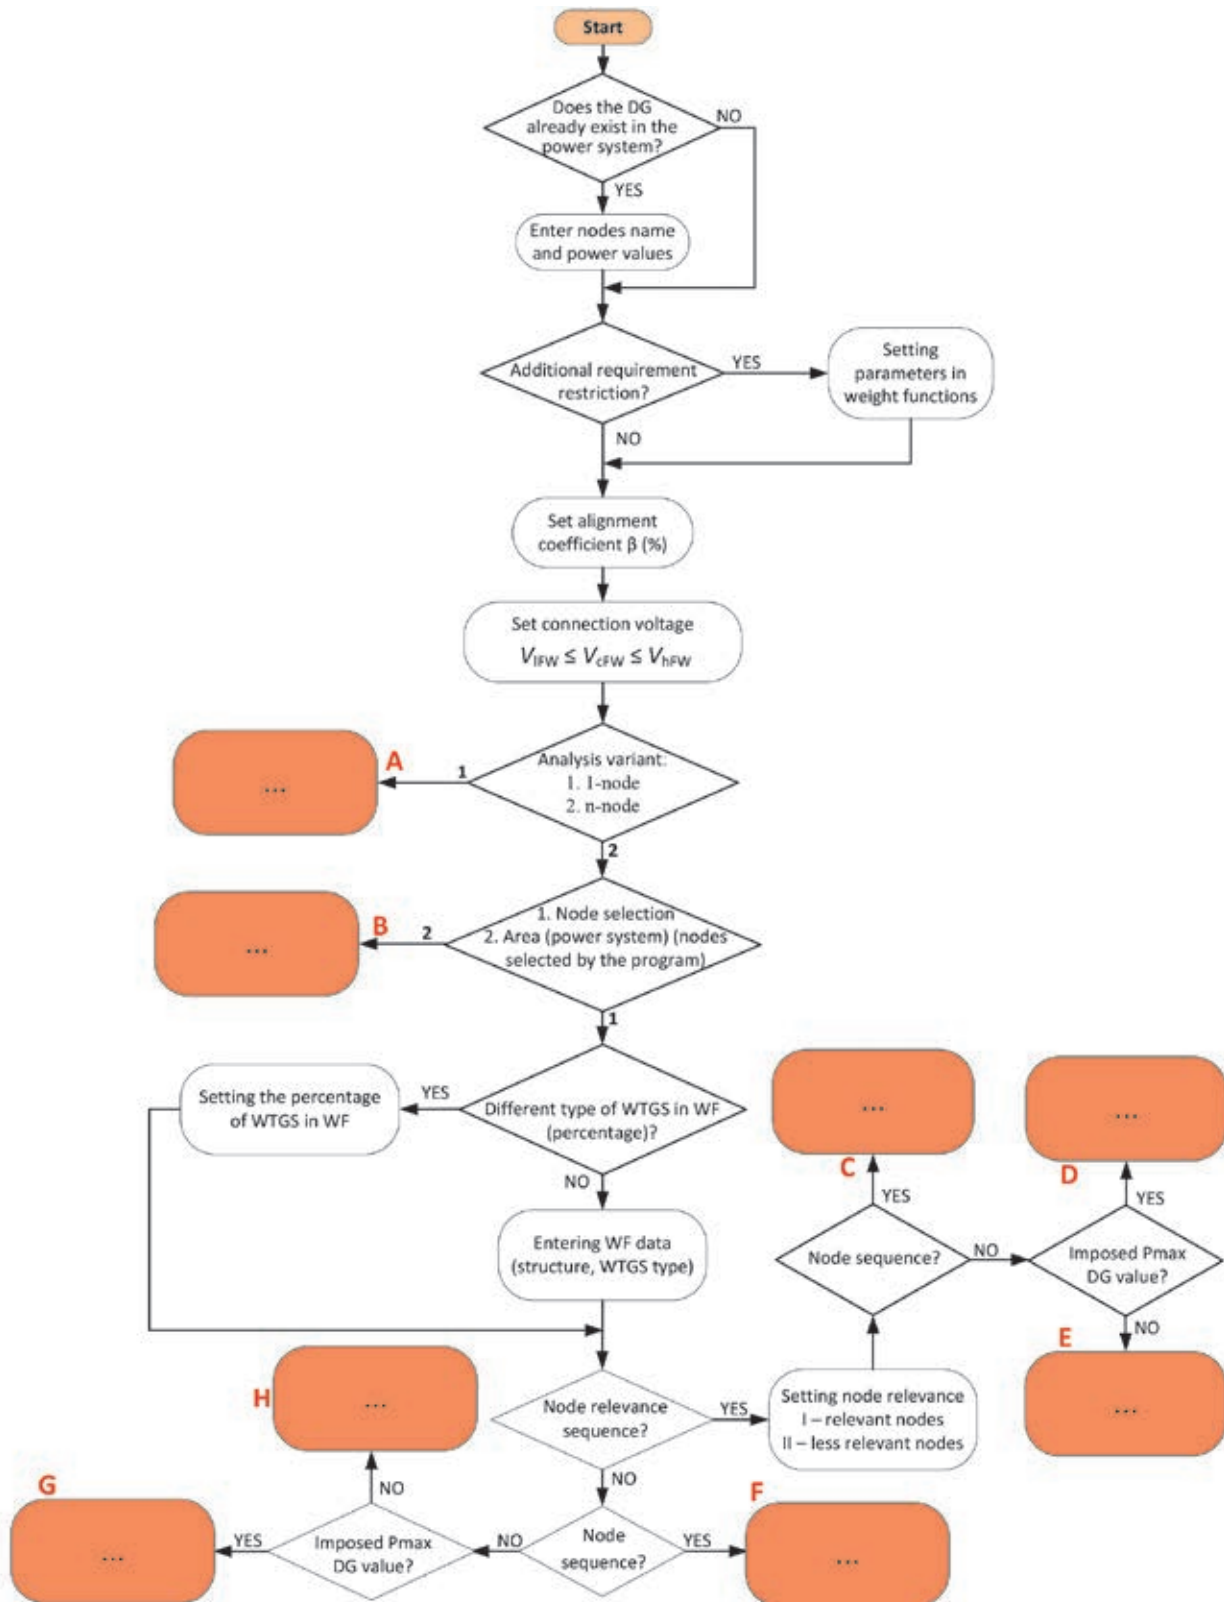 Start
Does the DG
already exist in the
power system?
NO
YES
Enter nodes name
and power values
Additional requirement
restriction?
YES
Setting
parameters in
weight functions
NO
Set alignment
coefficient β (%)
Set connection voltage
VlFW ≤ VcFW ≤ VhFW
A
...
1
Analysis variant:
1. 1-node
2. n-node
2
B
...
2
1. Node selection
2. Area (power system) (nodes
selected by the program)
1
Setting the percentage
of WTGS in WF
YES
Different type of WTGS in WF
(percentage)?
NO
Entering WF data
(structure, WTGS type)
...
C
YES
Node sequence?
NO
...
D
YES
Imposed Pmax
DG value?
NO
E
...
H
...
Node relevance
sequence?
YES
Setting node relevance
I – relevant nodes
II – less relevant nodes
NO
G
...
YES
NO
Imposed Pmax
DG value?
NO
Node
sequence?
YES
F
...